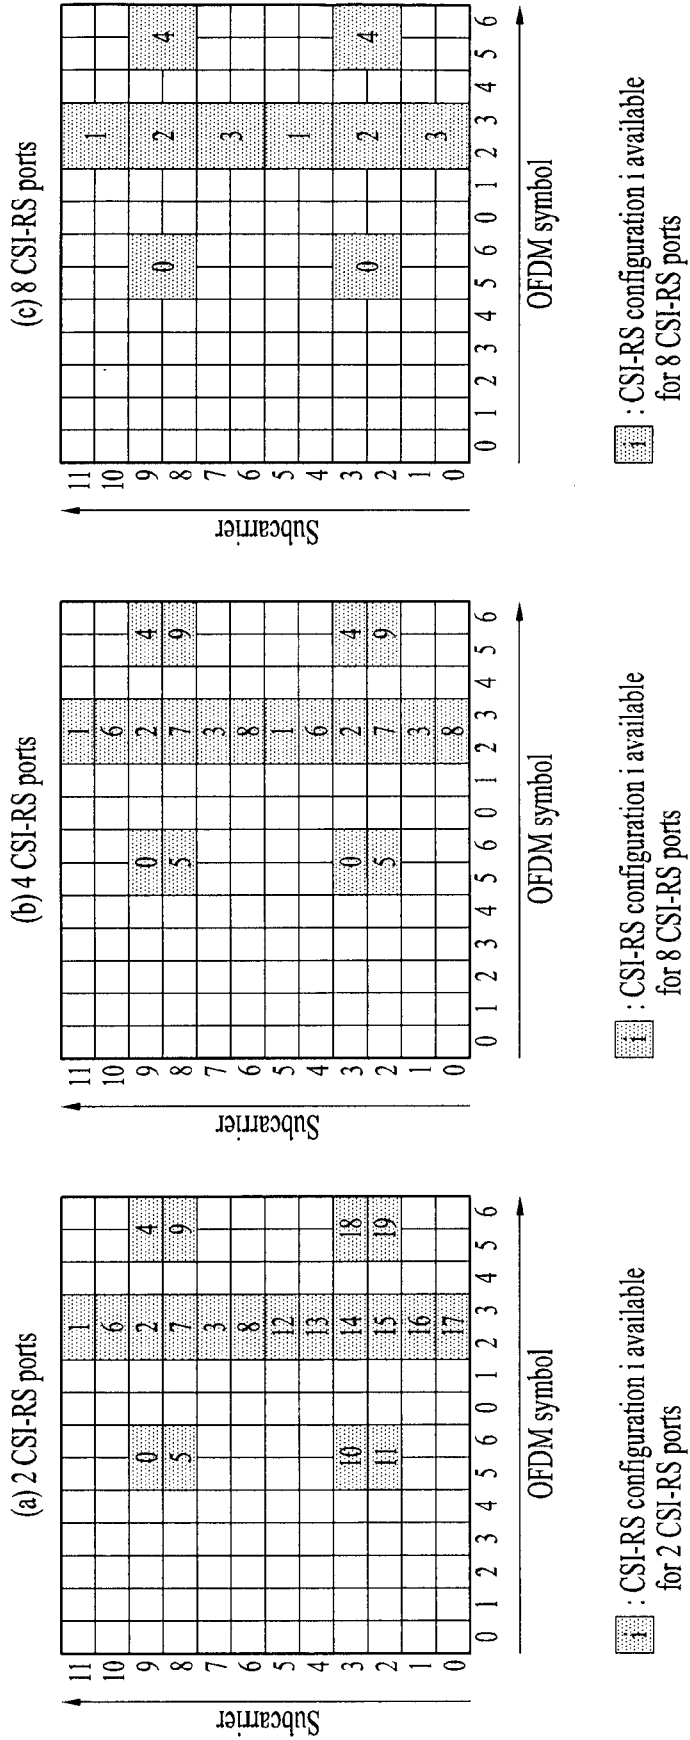 (a) 2 CSI-RS ports
11
10
9
8
7
6
5
4
3
2
1
0
Subcarrier
1
6
0 2 4
5 7 9
3
8
12
13
10 14 18
11 15 19
16
17
0 1 2 3 4 5 6 0 1 2 3 4 5 6
OFDM symbol
i : CSI-RS configuration i available
for 2 CSI-RS ports
(b) 4 CSI-RS ports
11
10
9
8
7
6
5
4
3
2
1
0
Subcarrier
1
6
0 2 4
5 7 9
3
8
1
6
0 2 4
5 7 9
3
8
0 1 2 3 4 5 6 0 1 2 3 4 5 6
OFDM symbol
i : CSI-RS configuration i available
for 8 CSI-RS ports
(c) 8 CSI-RS ports
11
10
9
8
7
6
5
4
3
2
1
0
Subcarrier
1
0 2 4
3
1
0 2 4
3
0 1 2 3 4 5 6 0 1 2 3 4 5 6
OFDM symbol
i : CSI-RS configuration i available
for 8 CSI-RS ports